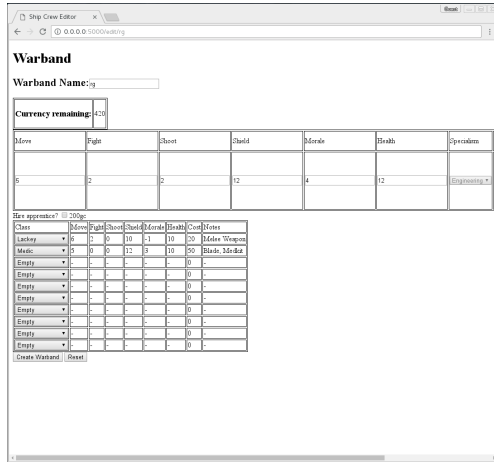 Ship Crew Editor
0.0.0.0:5000/edit/rg
Warband
Warband Name: rg
Currency remaining: 420
Move Fight Shoot Shield Morale Health Specialism
5 2 2 12 4 12 Engineering
Hire apprentice? 200gc
Class Move Fight Shoot Shield Morale Health Cost Notes
Lackey 6 2 0 10 -1 10 20 Melee Weapon
Medic 5 0 0 12 3 10 50 Blade, Medkit
Empty - - - - - - 0 -
Empty - - - - - - 0 -
Empty - - - - - - 0 -
Empty - - - - - - 0 -
Empty - - - - - - 0 -
Empty - - - - - - 0 -
Empty - - - - - - 0 -
Empty - - - - - - 0 -
Create Warband Reset